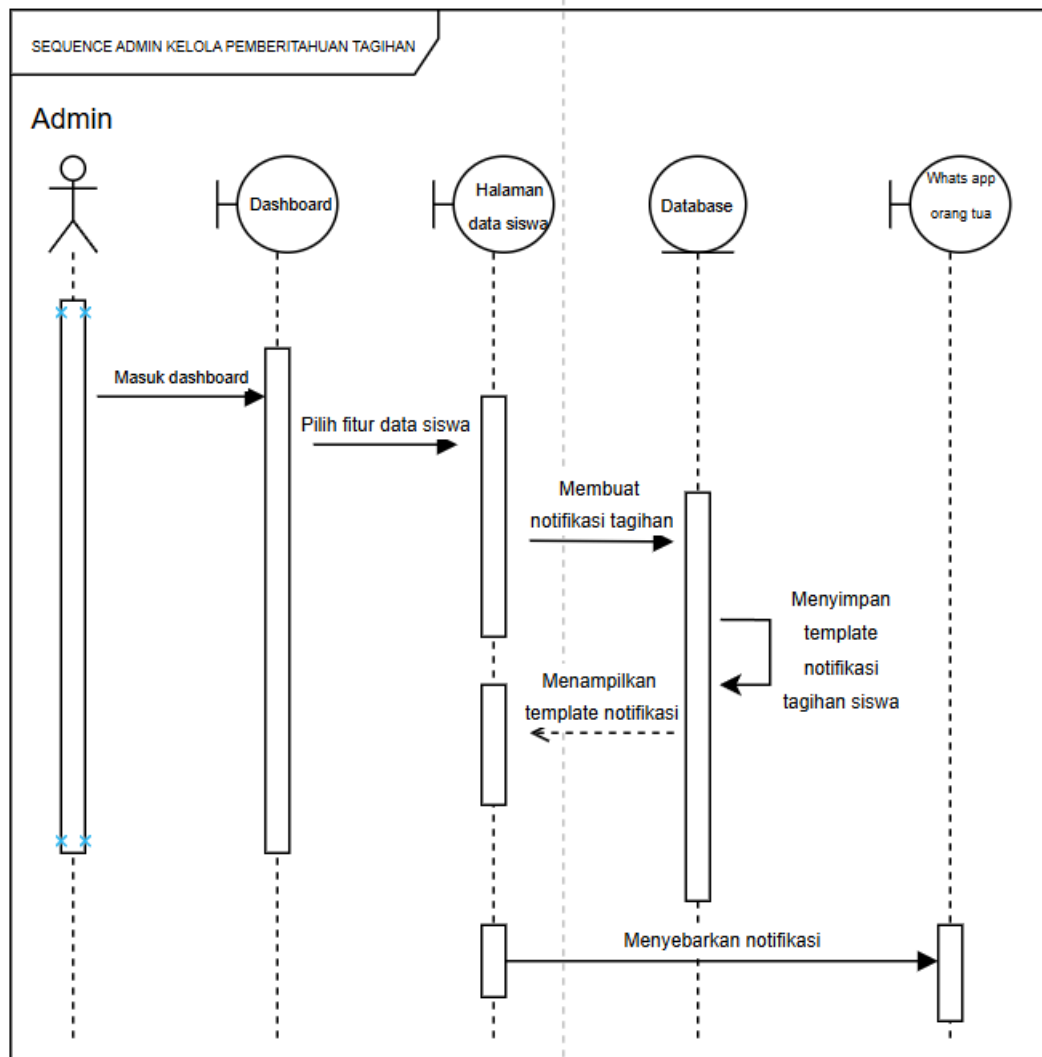 SEQUENCE ADMIN KELOLA PEMBERITAHUAN TAGIHAN
Admin
Dashboard
Halaman
data siswa
Database
Whats app
orang tua
Masuk dashboard
Pilih fitur data siswa
Membuat
notifikasi tagihan
Menyimpan
template
notifikasi
tagihan siswa
Menampilkan
template notifikasi
Menyebarkan notifikasi